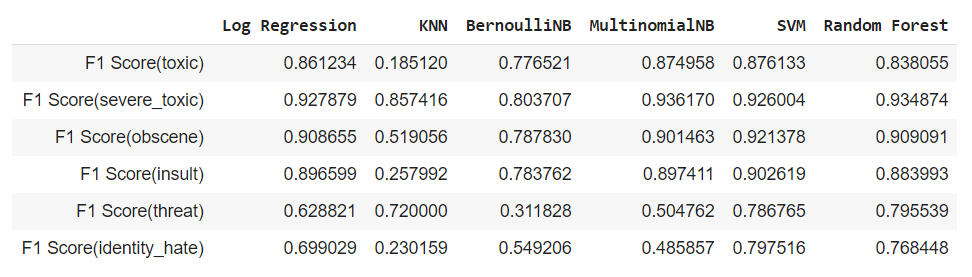 Log Regression KNN BernoulliNB MultinomialNB SVM Random Forest
F1 Score(toxic) 0.861234 0.185120 0.776521 0.874958 0.876133 0.838055
F1 Score(severe_toxic) 0.927879 0.857416 0.803707 0.936170 0.926004 0.934874
F1 Score(obscene) 0.908655 0.519056 0.787830 0.901463 0.921378 0.909091
F1 Score(insult) 0.896599 0.257992 0.783762 0.897411 0.902619 0.883993
F1 Score(threat) 0.628821 0.720000 0.311828 0.504762 0.786765 0.795539
F1 Score(identity_hate) 0.699029 0.230159 0.549206 0.485857 0.797516 0.768448